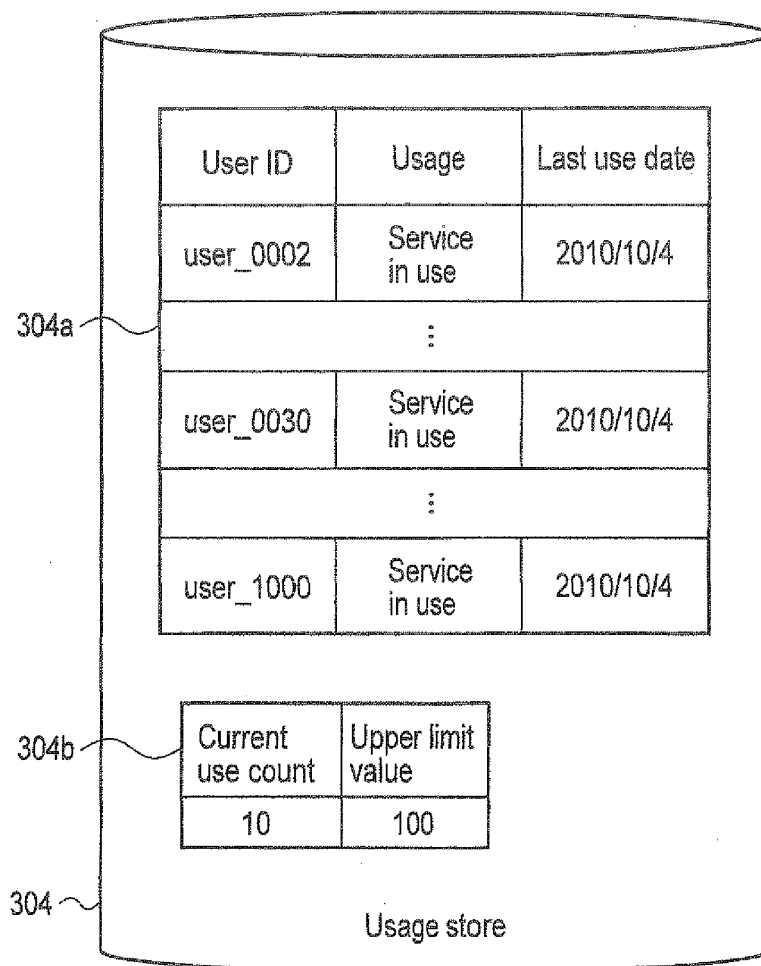 User ID Usage Last use date
user_0002 Service in use 2010/10/4
304a
⋮
user_0030 Service in use 2010/10/4
⋮
user_1000 Service in use 2010/10/4
304b
Current use count Upper limit value
10 100
304
Usage store